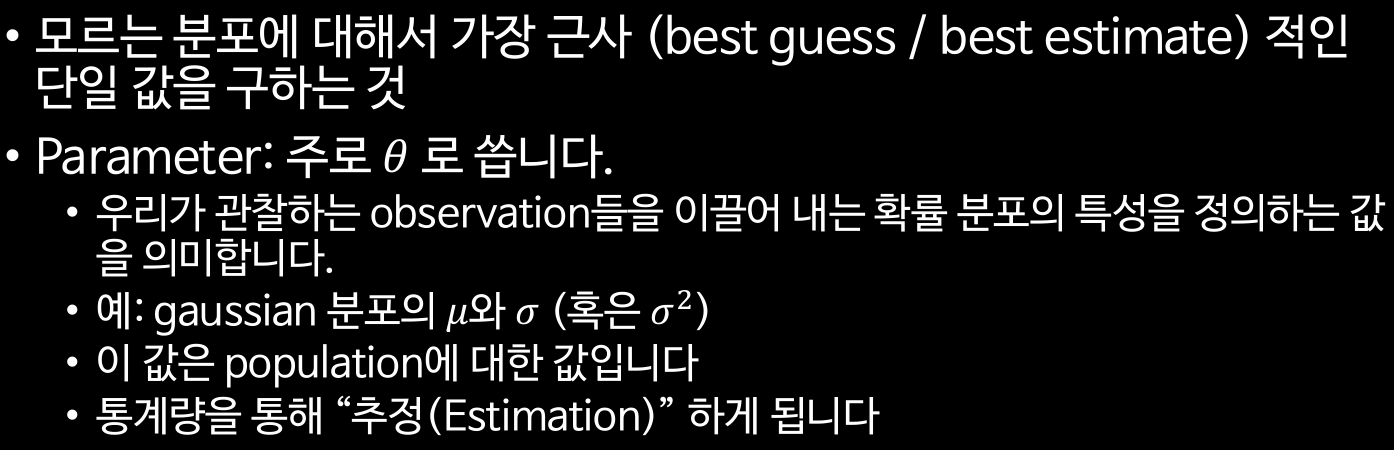 • 모르는 분포에 대해서 가장 근사 (best guess / best estimate) 적인
단일 값을 구하는 것
• Parameter: 주로 𝜃 로 씁니다.
• 우리가 관찰하는 observation들을 이끌어 내는 확률 분포의 특성을 정의하는 값
을 의미합니다.
• 예: gaussian 분포의 𝜇와 𝜎 (혹은 𝜎²)
• 이 값은 population에 대한 값입니다
• 통계량을 통해 “추정(Estimation)” 하게 됩니다